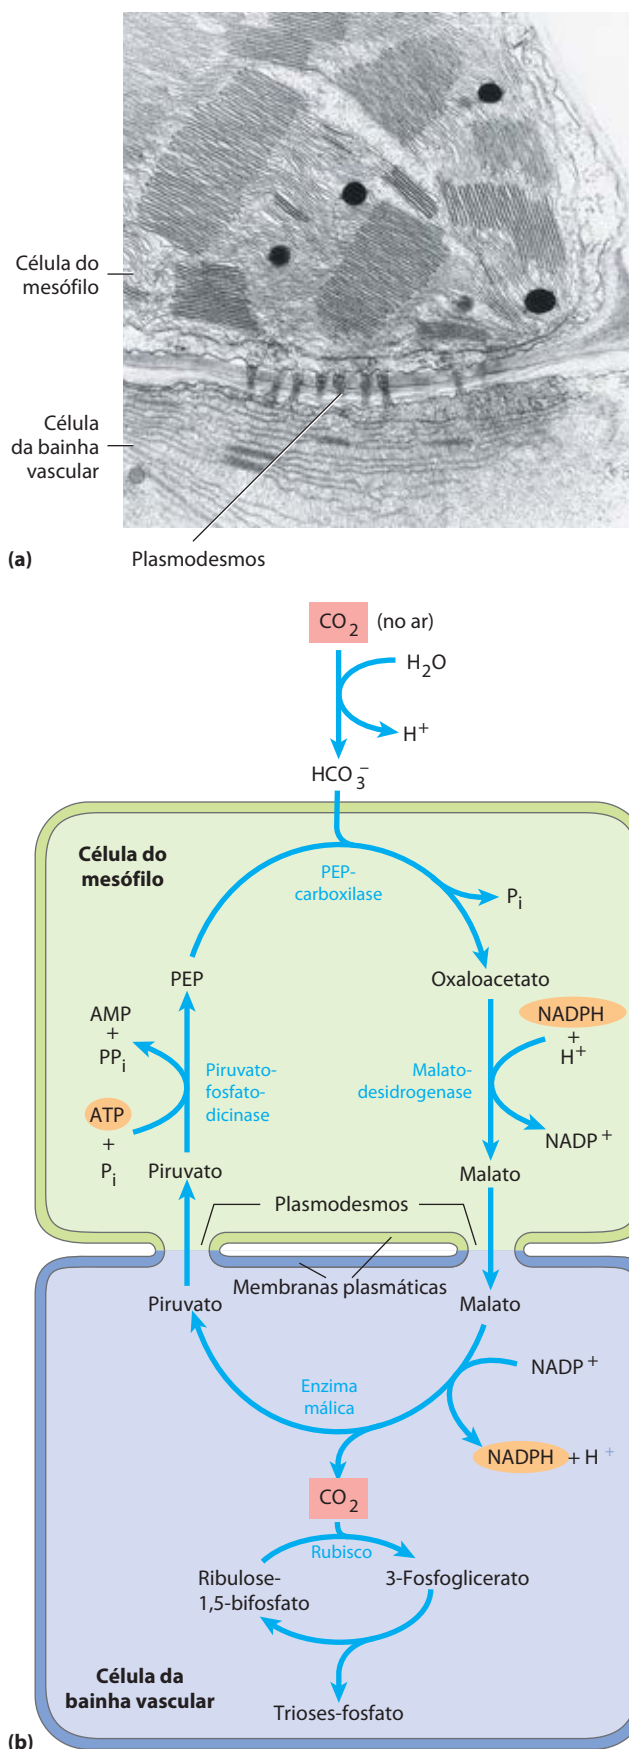 Célula do
mesófilo
Célula
da bainha
vascular
(a)
Plasmodesmos
CO2 (no ar)
H2O
H+
HCO3−
Célula do
mesófilo
PEP-
carboxilase
Pi
PEP
Oxaloacetato
AMP
+
PPi
NADPH
+
H+
Piruvato-
fosfato-
dicinase
Malato-
desidrogenase
ATP
+
Pi
NADP+
Piruvato
Malato
Plasmodesmos
Membranas plasmáticas
Piruvato
Malato
NADP+
Enzima
málica
NADPH + H+
CO2
Rubisco
Ribulose-
1,5-bifosfato
3-Fosfoglicerato
Célula da
bainha vascular
Trioses-fosfato
(b)